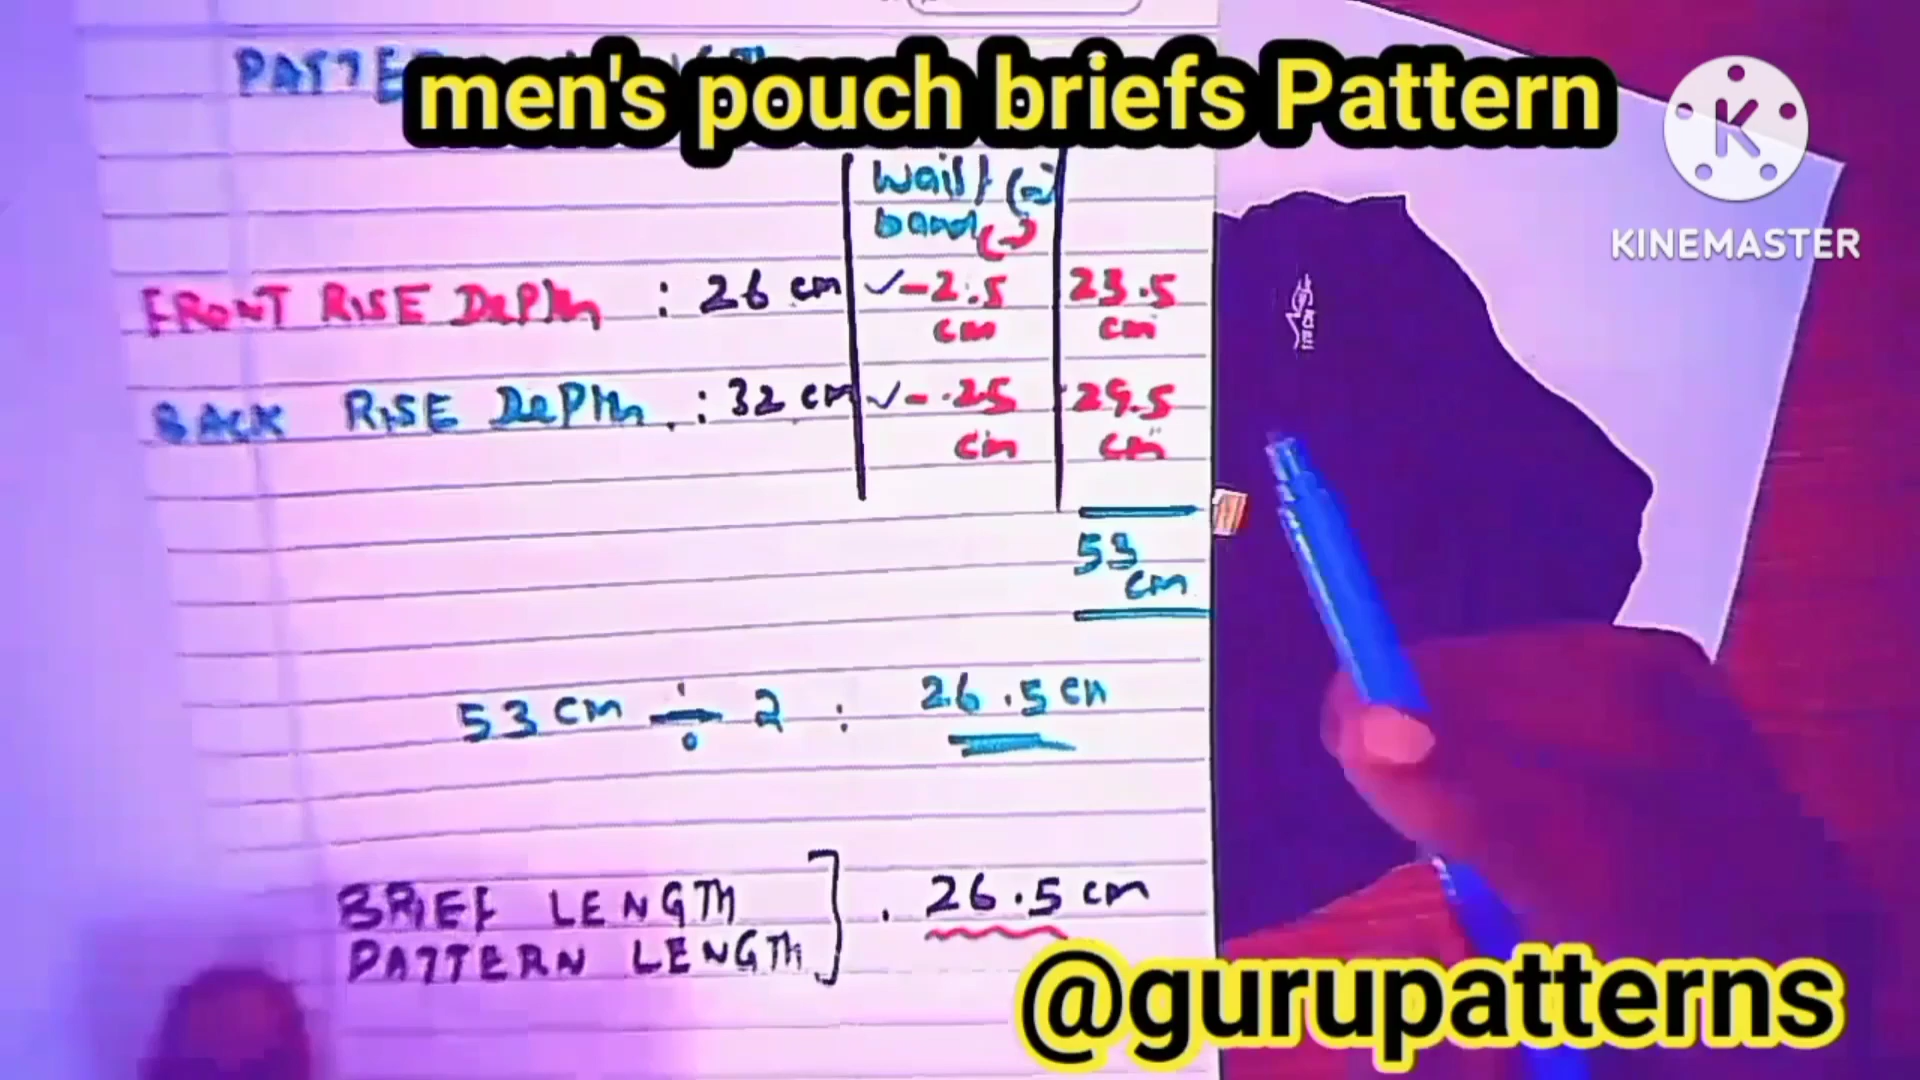 men's pouch briefs Pattern
KINEMASTER
Waist (-)
band (-)
FRONT RISE Depth : 26 cm ✓ -2.5 23.5
cm cm
BACK RISE Depth : 32 cm ✓ -.25 29.5
cm cm
53
cm
53 cm ÷ 2 : 26.5 cm
BRIEF LENGTH
PATTERN LENGTH ] . 26.5 cm
@gurupatterns